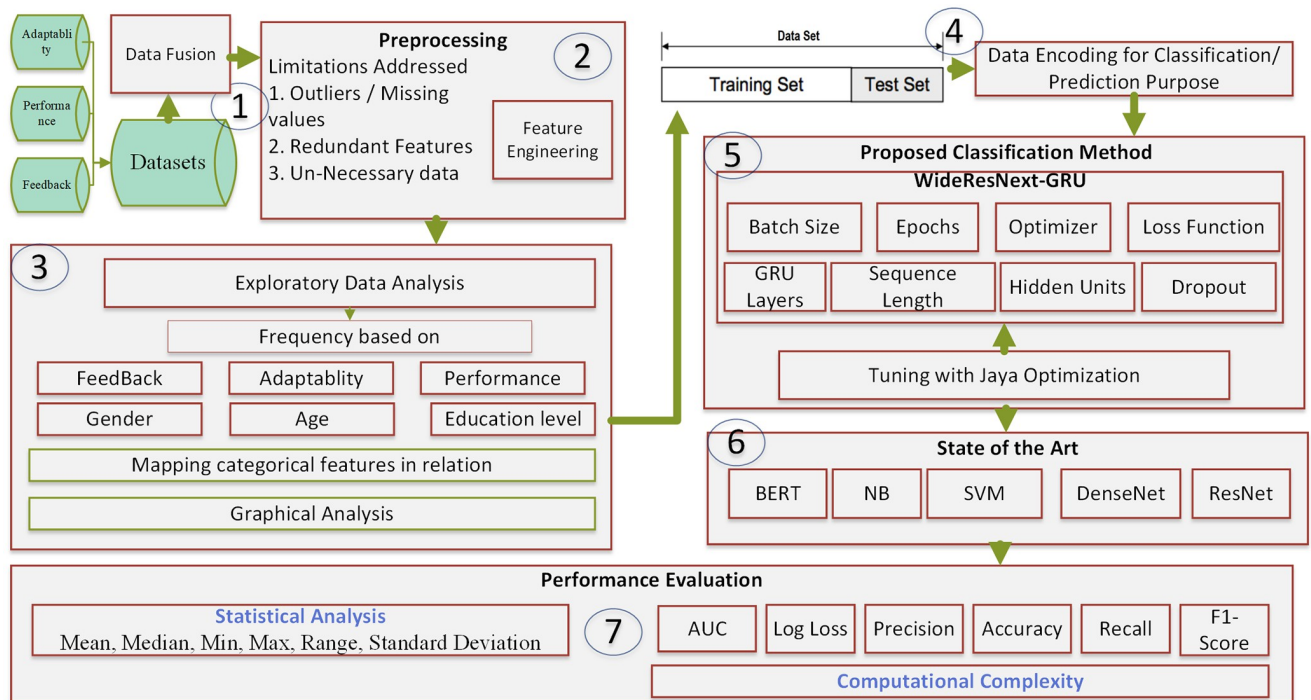 Adaptabli
ty
Performa
nce
Feedback
Datasets
Data Fusion
1
Preprocessing
2
Limitations Addressed
1. Outliers / Missing
values
2. Redundant Features
3. Un-Necessary data
Feature
Engineering
3
Exploratory Data Analysis
Frequency based on
FeedBack
Adaptablity
Performance
Gender
Age
Education level
Mapping categorical features in relation
Graphical Analysis
Data Set
Training Set
Test Set
4
Data Encoding for Classification/
Prediction Purpose
5
Proposed Classification Method
WideResNext-GRU
Batch Size
Epochs
Optimizer
Loss Function
GRU
Layers
Sequence
Length
Hidden Units
Dropout
Tuning with Jaya Optimization
6
State of the Art
BERT
NB
SVM
DenseNet
ResNet
Performance Evaluation
Statistical Analysis
Mean, Median, Min, Max, Range, Standard Deviation
7
AUC
Log Loss
Precision
Accuracy
Recall
F1-
Score
Computational Complexity